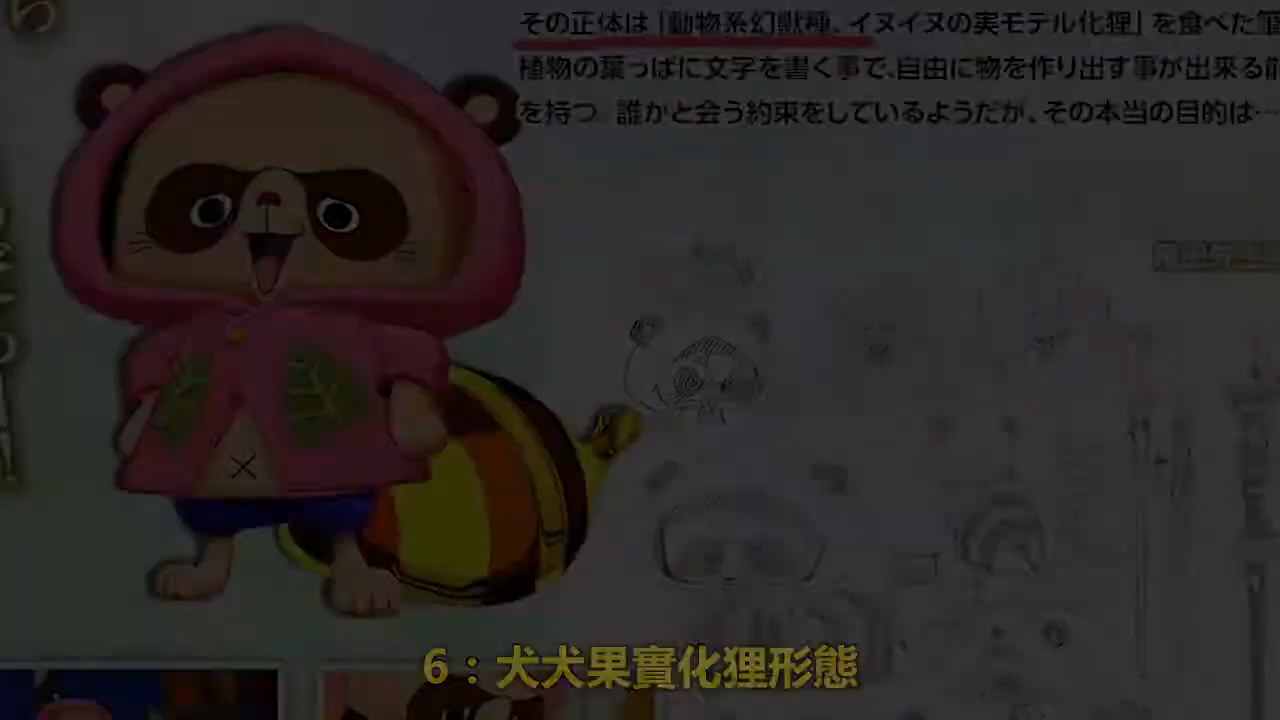 その正体は「動物系幻獣種、イヌイヌの実モデル化狸」を食べた
植物の葉っぱに文字を書く事で、自由に物を作り出す事が出来る
を持つ。誰かと会う約束をしているようだが、その本当の目的は…
6：犬犬果實化狸形態